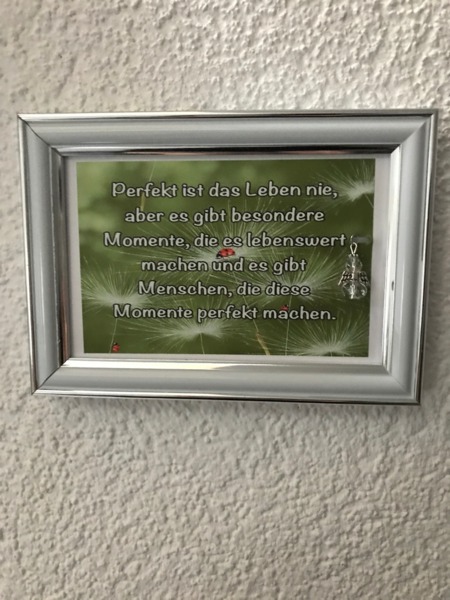 Perfekt ist das Leben nie,
aber es gibt besondere
Momente, die es lebenswert
machen und es gibt
Menschen, die diese
Momente perfekt machen.